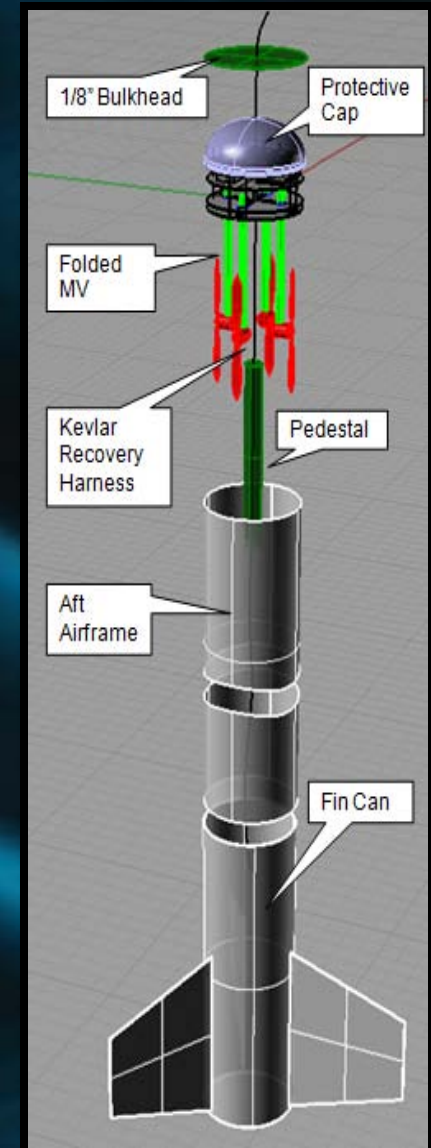 1/8” Bulkhead
Protective
Cap
Folded
MV
Kevlar
Recovery
Harness
Pedestal
Aft
Airframe
Fin Can